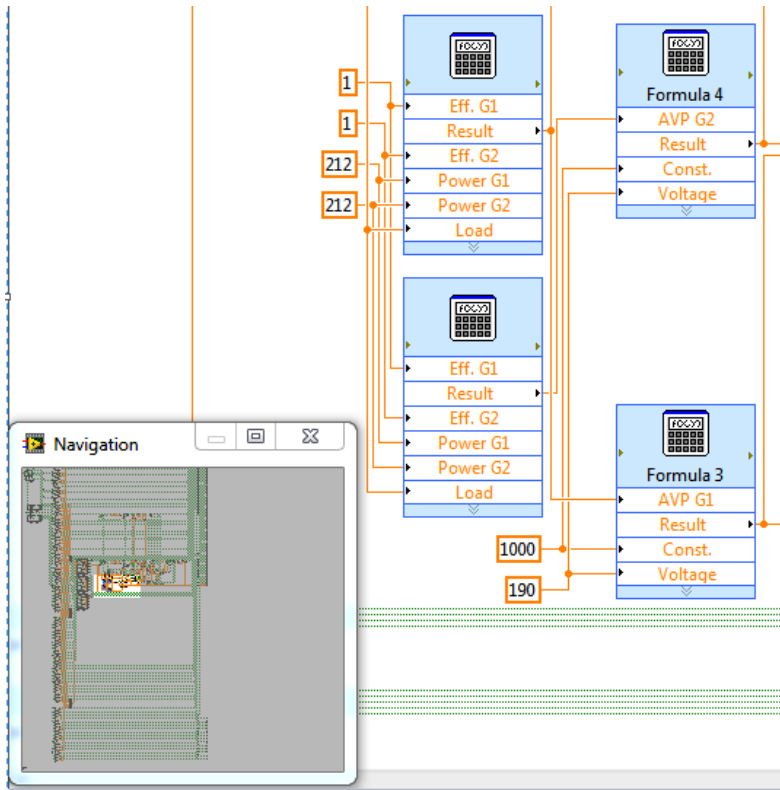 f(x,y)
Eff. G1
Result
Eff. G2
Power G1
Power G2
Load
1
1
212
212
f(x,y)
Formula 4
AVP G2
Result
Const.
Voltage
f(x,y)
Eff. G1
Result
Eff. G2
Power G1
Power G2
Load
f(x,y)
Formula 3
AVP G1
Result
Const.
Voltage
1000
190
Navigation